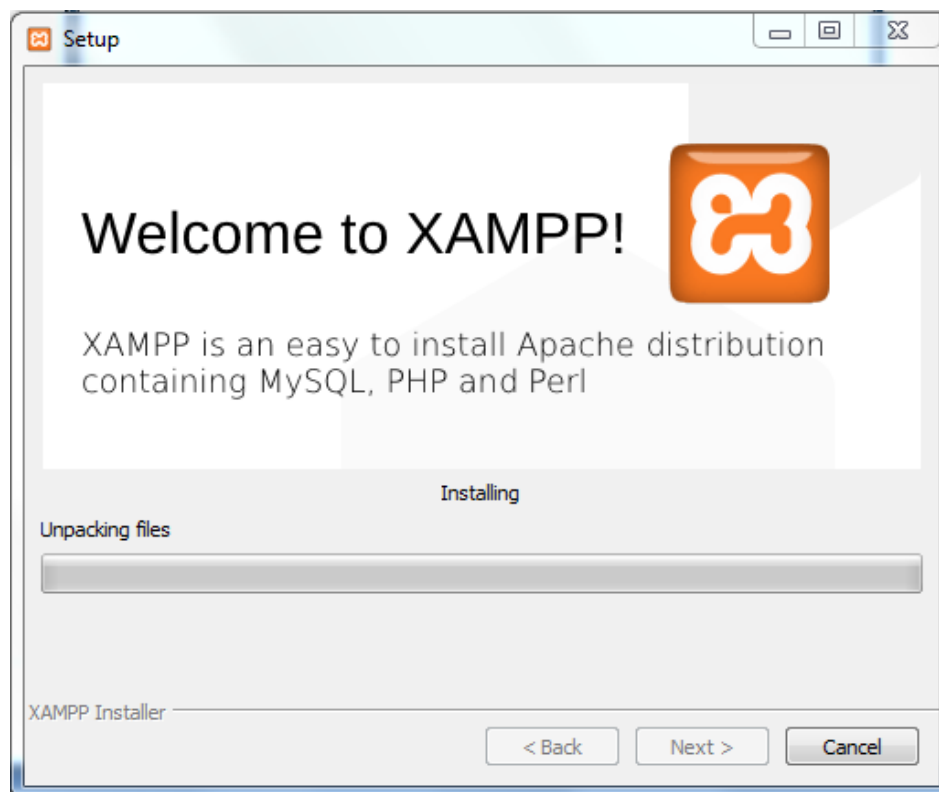 Setup
Welcome to XAMPP!
XAMPP is an easy to install Apache distribution
containing MySQL, PHP and Perl
Installing
Unpacking files
XAMPP Installer
< Back
Next >
Cancel